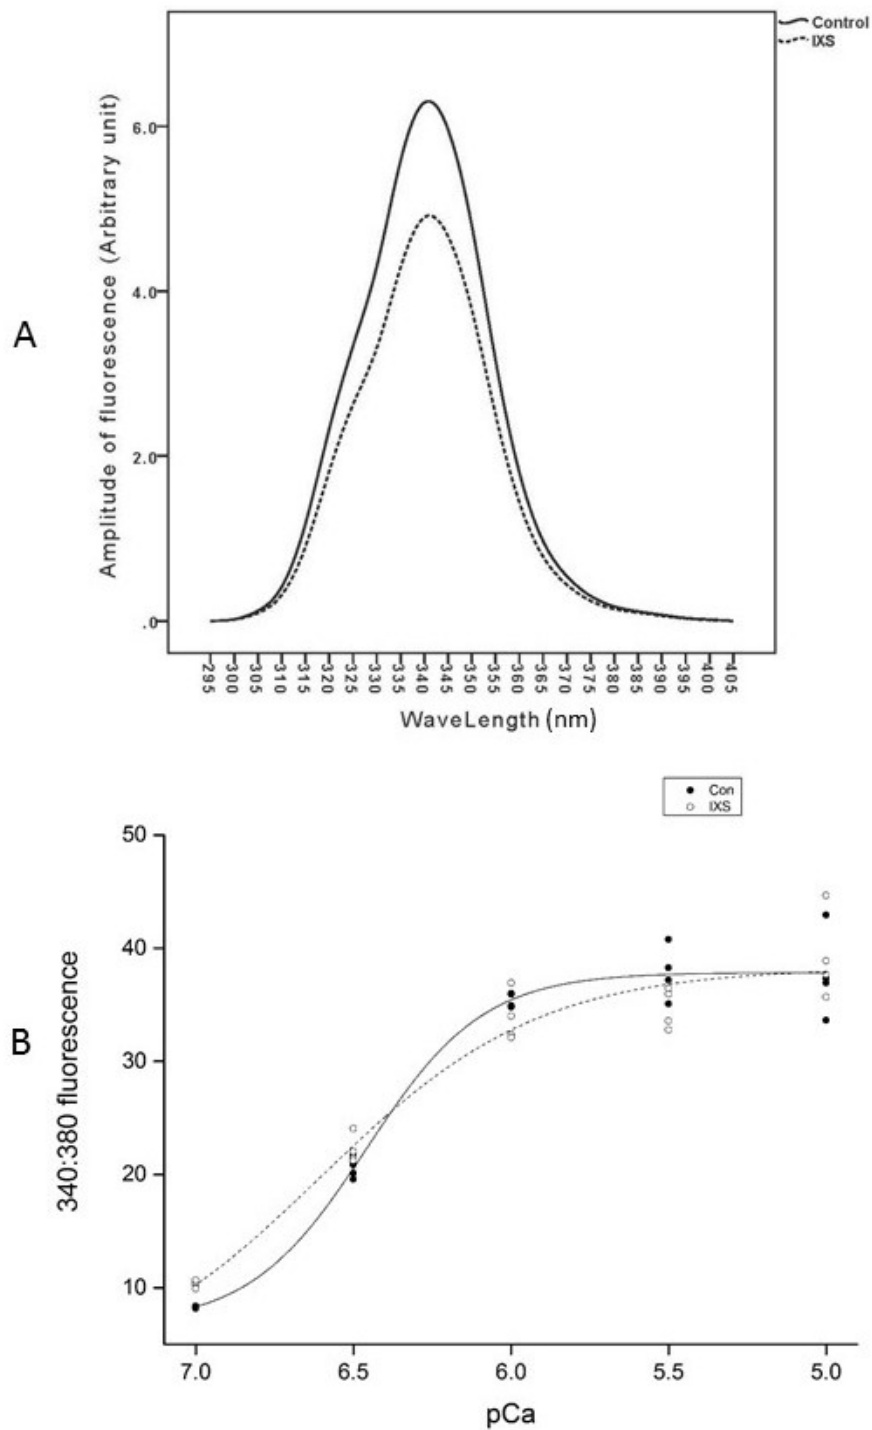 Control
IXS
Amplitude of fluorescence (Arbitrary unit)
6.0
4.0
2.0
.0
A
295 300 305 310 315 320 325 330 335 340 345 350 355 360 365 370 375 380 385 390 395 400 405
WaveLength (nm)
Con
IXS
50
40
30
20
10
340:380 fluorescence
B
7.0 6.5 6.0 5.5 5.0
pCa